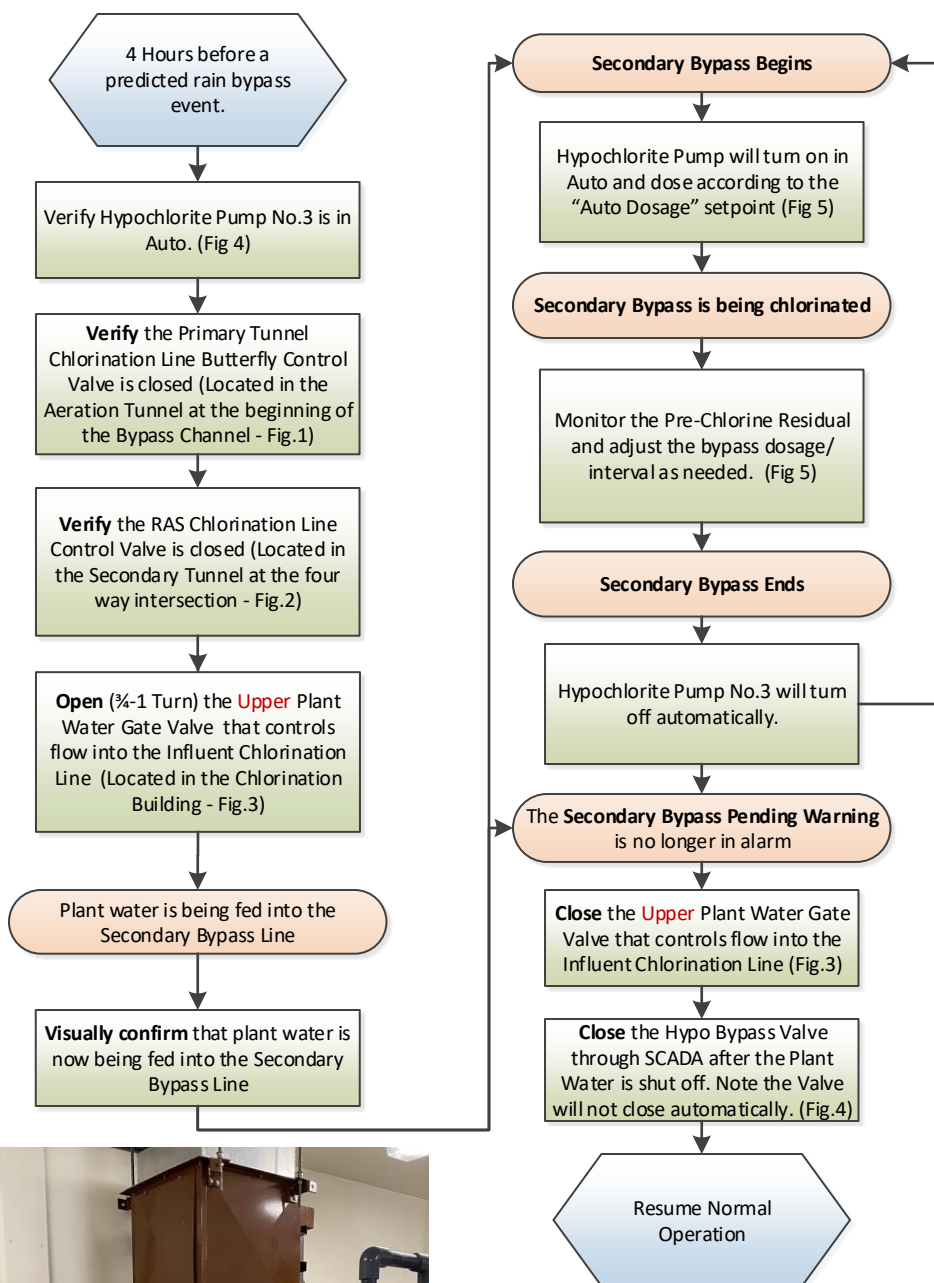 4 Hours before a
predicted rain bypass
event.
Verify Hypochlorite Pump No.3 is in
Auto. (Fig 4)
Verify the Primary Tunnel
Chlorination Line Butterfly Control
Valve is closed (Located in the
Aeration Tunnel at the beginning of
the Bypass Channel - Fig.1)
Verify the RAS Chlorination Line
Control Valve is closed (Located in
the Secondary Tunnel at the four
way intersection - Fig.2)
Open (¾-1 Turn) the Upper Plant
Water Gate Valve that controls
flow into the Influent Chlorination
Line (Located in the Chlorination
Building - Fig.3)
Plant water is being fed into the
Secondary Bypass Line
Visually confirm that plant water is
now being fed into the Secondary
Bypass Line
Secondary Bypass Begins
Hypochlorite Pump will turn on in
Auto and dose according to the
“Auto Dosage” setpoint (Fig 5)
Secondary Bypass is being chlorinated
Monitor the Pre-Chlorine Residual
and adjust the bypass dosage/
interval as needed. (Fig 5)
Secondary Bypass Ends
Hypochlorite Pump No.3 will turn
off automatically.
The Secondary Bypass Pending Warning
is no longer in alarm
Close the Upper Plant Water Gate
Valve that controls flow into the
Influent Chlorination Line (Fig.3)
Close the Hypo Bypass Valve
through SCADA after the Plant
Water is shut off. Note the Valve
will not close automatically. (Fig.4)
Resume Normal
Operation